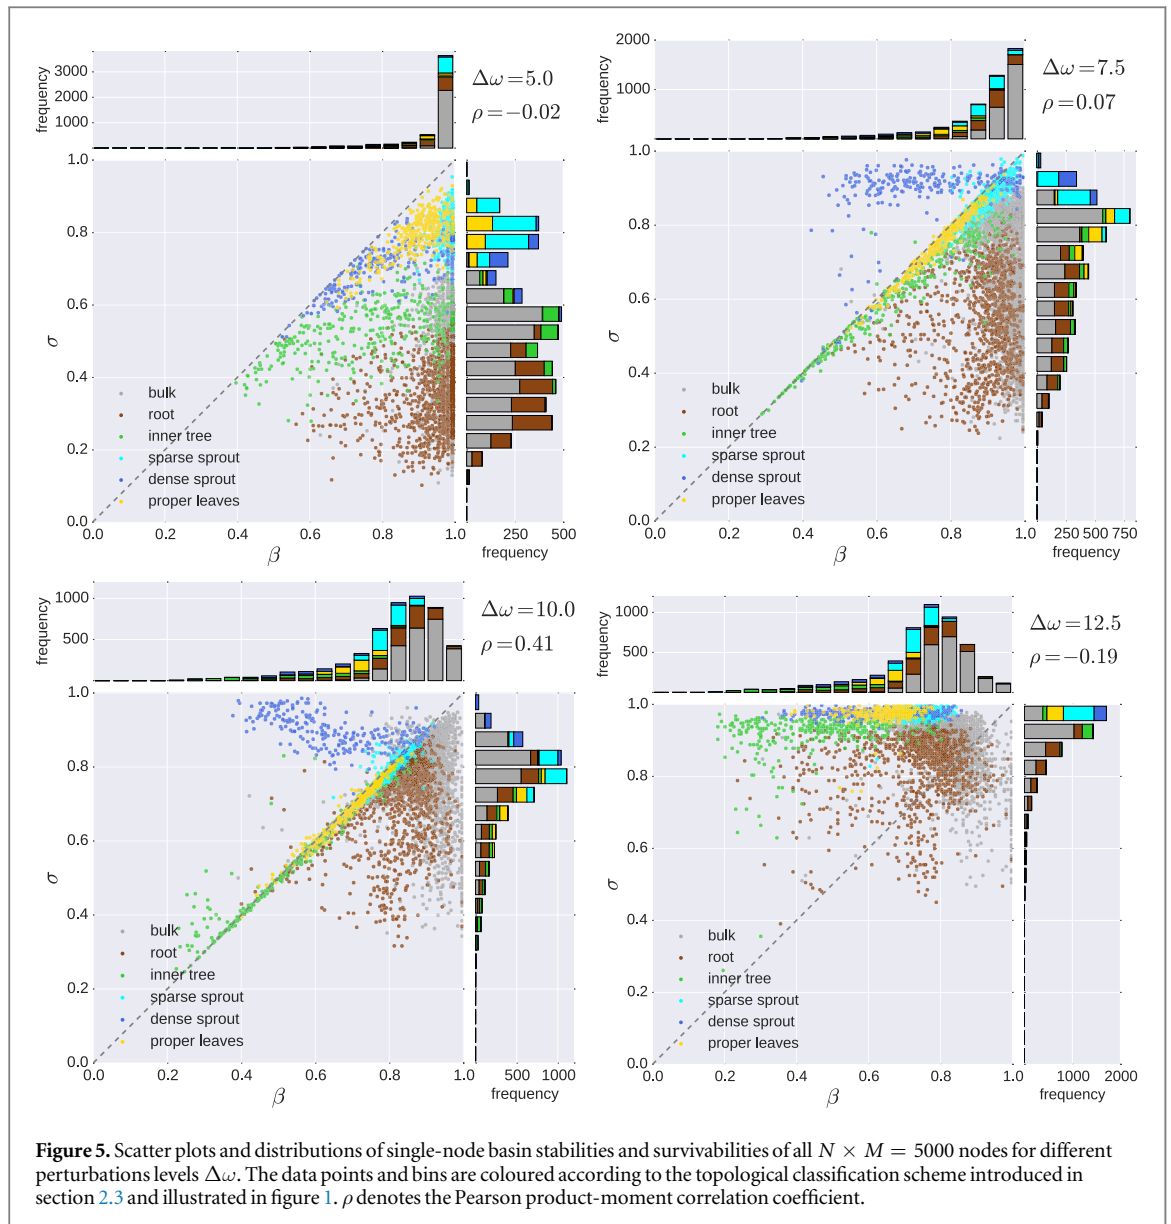 frequency
3000
2000
1000
Δω=5.0
ρ=−0.02
1.0
0.8
0.6
0.4
0.2
0.0
σ
bulk
root
inner tree
sparse sprout
dense sprout
proper leaves
0.0 0.2 0.4 0.6 0.8 1.0
β
250 500
frequency
frequency
2000
1000
Δω=7.5
ρ=0.07
1.0
0.8
0.6
0.4
0.2
0.0
σ
bulk
root
inner tree
sparse sprout
dense sprout
proper leaves
0.0 0.2 0.4 0.6 0.8 1.0
β
250 500 750
frequency
frequency
1000
500
Δω=10.0
ρ=0.41
1.0
0.8
0.6
0.4
0.2
0.0
σ
bulk
root
inner tree
sparse sprout
dense sprout
proper leaves
0.0 0.2 0.4 0.6 0.8 1.0
β
500 1000
frequency
frequency
1000
500
Δω=12.5
ρ=−0.19
1.0
0.8
0.6
0.4
0.2
0.0
σ
bulk
root
inner tree
sparse sprout
dense sprout
proper leaves
0.0 0.2 0.4 0.6 0.8 1.0
β
1000 2000
frequency
Figure 5. Scatter plots and distributions of single-node basin stabilities and survivabilities of all N × M = 5000 nodes for different
perturbations levels Δω. The data points and bins are coloured according to the topological classification scheme introduced in
section 2.3 and illustrated in figure 1. ρ denotes the Pearson product-moment correlation coefficient.